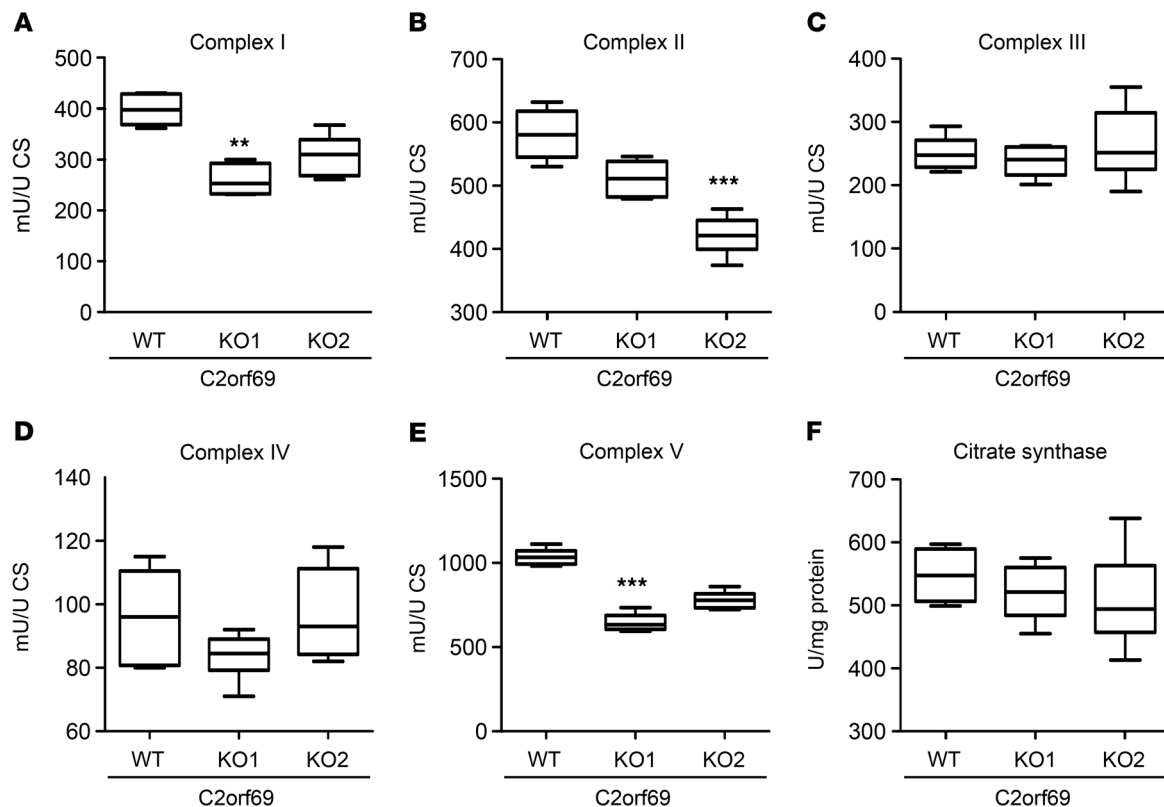 A
Complex I
mU/U CS
500
400
300
200
100
0
**
WT KO1 KO2
C2orf69
B
Complex II
mU/U CS
700
600
500
400
300
***
WT KO1 KO2
C2orf69
C
Complex III
mU/U CS
400
300
200
100
0
WT KO1 KO2
C2orf69
D
Complex IV
mU/U CS
140
120
100
80
60
WT KO1 KO2
C2orf69
E
Complex V
mU/U CS
1500
1000
500
0
***
WT KO1 KO2
C2orf69
F
Citrate synthase
U/mg protein
700
600
500
400
300
WT KO1 KO2
C2orf69